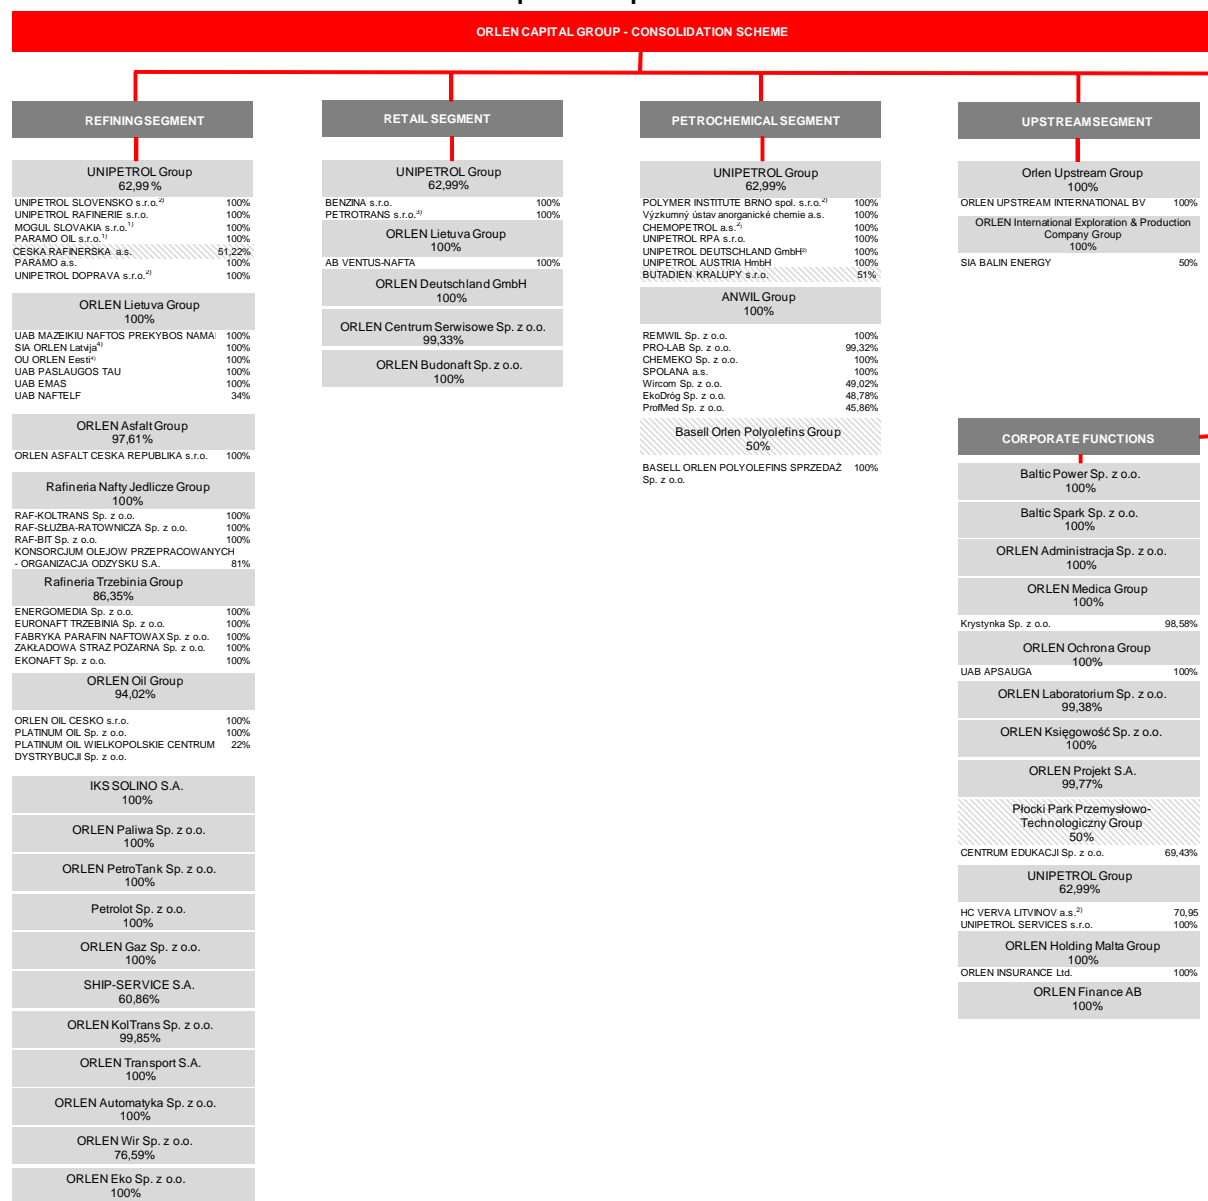 ORLEN CAPITAL GROUP - CONSOLIDATION SCHEME
REFINING SEGMENT
UNIPETROL Group
62,99 %
UNIPETROL SLOVENSKO s.r.o.2) 100%
UNIPETROL RAFINERIE s.r.o. 100%
MOGUL SLOVAKIA s.r.o.1) 100%
PARAMO OIL s.r.o.1) 100%
CESKA RAFINERSKA a.s. 51,22%
PARAMO a.s. 100%
UNIPETROL DOPRAVA s.r.o.2) 100%
ORLEN Lietuva Group
100%
UAB MAZEIKIU NAFTOS PREKYBOS NAMAI 100%
SIA ORLEN Latvija4) 100%
OU ORLEN Eesti4) 100%
UAB PASLAUGOS TAU 100%
UAB EMAS 100%
UAB NAFTELF 34%
ORLEN Asfalt Group
97,61%
ORLEN ASFALT CESKA REPUBLIKA s.r.o. 100%
Rafineria Nafty Jedlicze Group
100%
RAF-KOLTRANS Sp. z o.o. 100%
RAF-SŁUŻBA-RATOWNICZA Sp. z o.o. 100%
RAF-BIT Sp. z o.o. 100%
KONSORCJUM OLEJÓW PRZEPRACOWANYCH
- ORGANIZACJA ODZYSKU S.A. 81%
Rafineria Trzebinia Group
86,35%
ENERGOMEDIA Sp. z o.o. 100%
EURONAFT TRZEBINIA Sp. z o.o. 100%
FABRYKA PARAFIN NAFTOWAX Sp. z o.o. 100%
ZAKŁADOWA STRAŻ POŻARNA Sp. z o.o. 100%
EKONAFT Sp. z o.o. 100%
ORLEN Oil Group
94,02%
ORLEN OIL CESKO s.r.o. 100%
PLATINUM OIL Sp. z o.o. 100%
PLATINUM OIL WIELKOPOLSKIE CENTRUM 22%
DYSTRYBUCJI Sp. z o.o.
IKS SOLINO S.A.
100%
ORLEN Paliwa Sp. z o.o.
100%
ORLEN PetroTank Sp. z o.o.
100%
Petrolot Sp. z o.o.
100%
ORLEN Gaz Sp. z o.o.
100%
SHIP-SERVICE S.A.
60,86%
ORLEN KolTrans Sp. z o.o.
99,85%
ORLEN Transport S.A.
100%
ORLEN Automatyka Sp. z o.o.
100%
ORLEN Wir Sp. z o.o.
76,59%
ORLEN Eko Sp. z o.o.
100%
RETAIL SEGMENT
UNIPETROL Group
62,99%
BENZINA s.r.o. 100%
PETROTRANS s.r.o.3) 100%
ORLEN Lietuva Group
100%
AB VENTUS-NAFTA 100%
ORLEN Deutschland GmbH
100%
ORLEN Centrum Serwisowe Sp. z o.o.
99,33%
ORLEN Budonaft Sp. z o.o.
100%
PETROCHEMICAL SEGMENT
UNIPETROL Group
62,99%
POLYMER INSTITUTE BRNO spol. s.r.o.2) 100%
Výzkumný ústav anorganické chemie a.s. 100%
CHEMOPETROL a.s.2) 100%
UNIPETROL RPA s.r.o. 100%
UNIPETROL DEUTSCHLAND GmbH2) 100%
UNIPETROL AUSTRIA HmbH 100%
BUTADIEN KRALUPY s.r.o. 51%
ANWIL Group
100%
REMWIL Sp. z o.o. 100%
PRO-LAB Sp. z o.o. 99,32%
CHEMEKO Sp. z o.o. 100%
SPOLANA a.s. 100%
Wircom Sp. z o.o. 49,02%
EkoDróg Sp. z o.o. 48,78%
ProfMed Sp. z o.o. 45,86%
Basell Orlen Polyolefins Group
50%
BASELL ORLEN POLYOLEFINS SPRZEDAŻ 100%
Sp. z o.o.
UPSTREAM SEGMENT
Orlen Upstream Group
100%
ORLEN UPSTREAM INTERNATIONAL BV 100%
ORLEN International Exploration & Production
Company Group
100%
SIA BALIN ENERGY 50%
CORPORATE FUNCTIONS
Baltic Power Sp. z o.o.
100%
Baltic Spark Sp. z o.o.
100%
ORLEN Administracja Sp. z o.o.
100%
ORLEN Medica Group
100%
Krystynka Sp. z o.o. 98,58%
ORLEN Ochrona Group
100%
UAB APSAUGA 100%
ORLEN Laboratorium Sp. z o.o.
99,38%
ORLEN Księgowość Sp. z o.o.
100%
ORLEN Projekt S.A.
99,77%
Płocki Park Przemysłowo-
Technologiczny Group
50%
CENTRUM EDUKACJI Sp. z o.o. 69,43%
UNIPETROL Group
62,99%
HC VERVA LITVINOV a.s.2) 70,95
UNIPETROL SERVICES s.r.o. 100%
ORLEN Holding Malta Group
100%
ORLEN INSURANCE Ltd. 100%
ORLEN Finance AB
100%